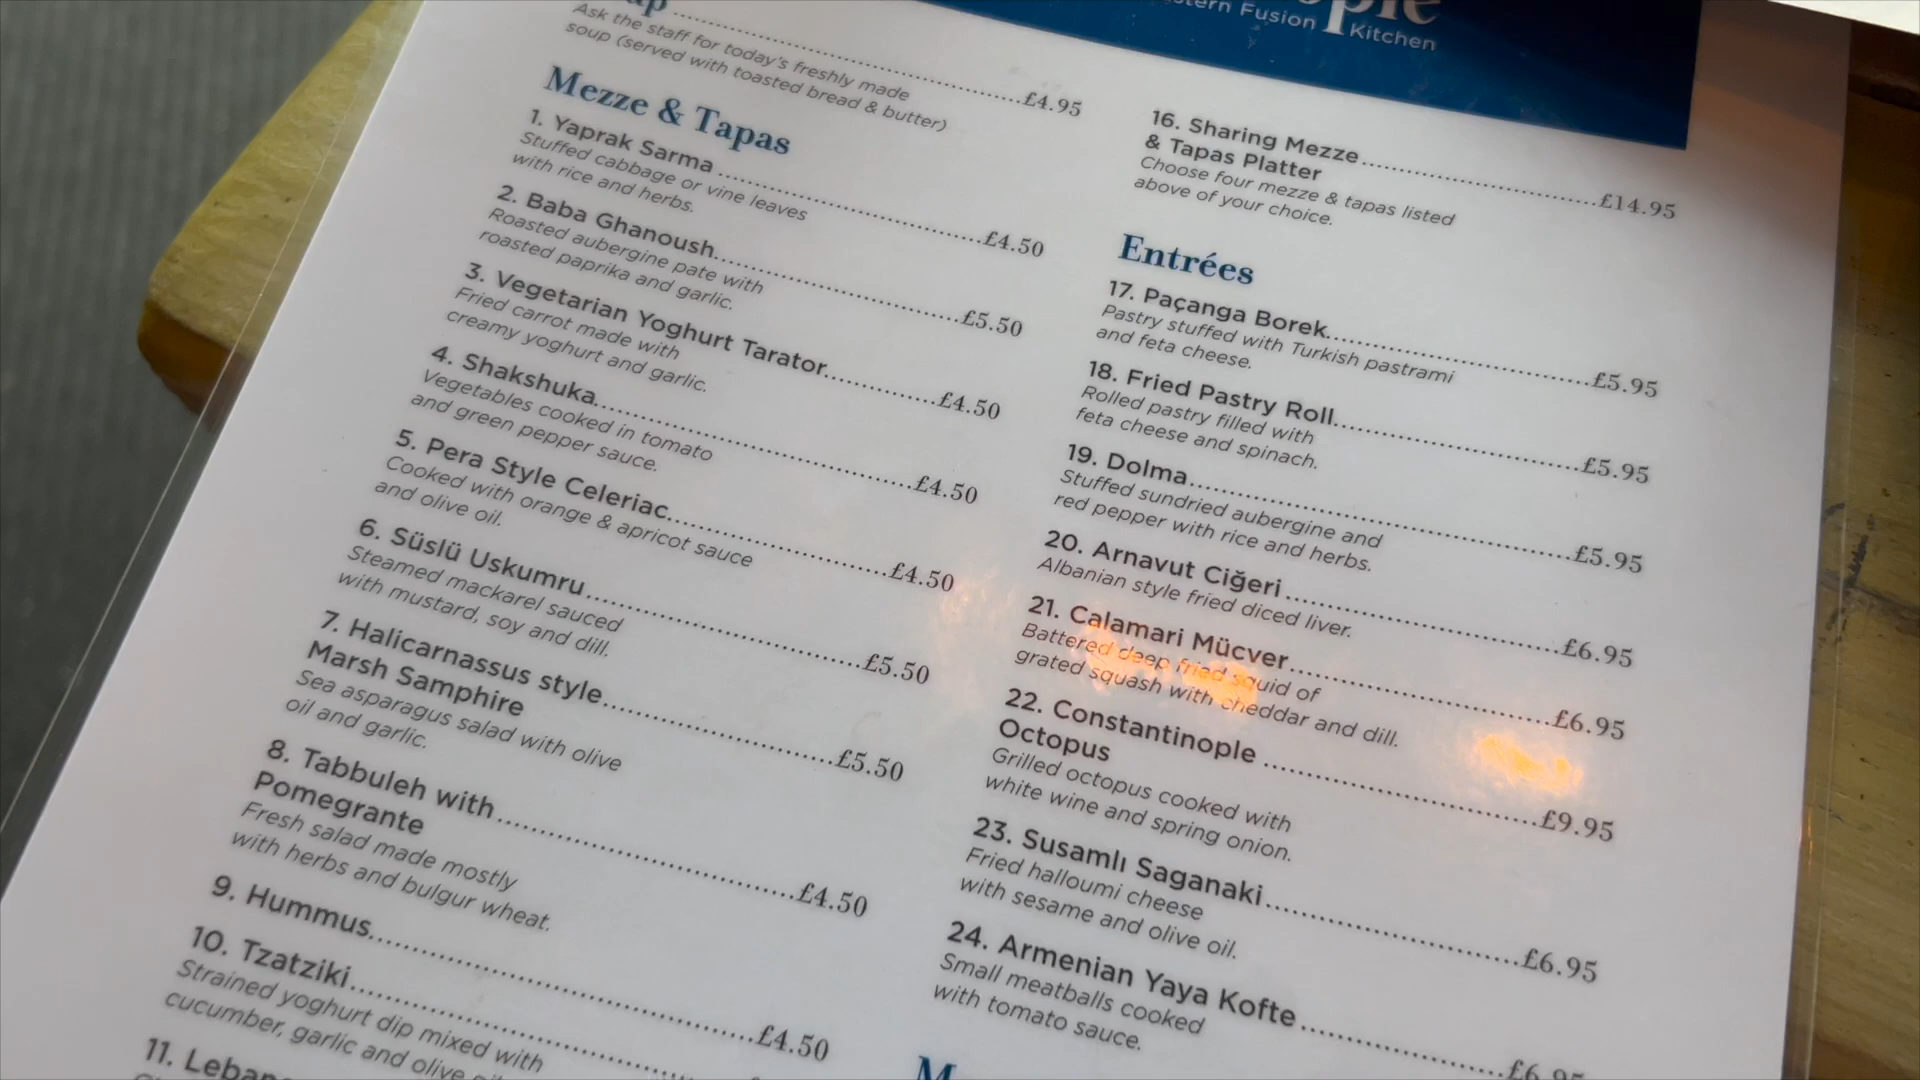 Fusion Kitchen
£4.95
Ask the staff for today's freshly made
soup (served with toasted bread & butter)
Mezze & Tapas
1. Yaprak Sarma ........ £4.50
Stuffed cabbage or vine leaves
with rice and herbs.
2. Baba Ghanoush........ £5.50
Roasted aubergine pate with
roasted paprika and garlic.
3. Vegetarian Yoghurt Tarator........ £4.50
Fried carrot made with
creamy yoghurt and garlic.
4. Shakshuka........ £4.50
Vegetables cooked in tomato
and green pepper sauce.
5. Pera Style Celeriac........ £4.50
Cooked with orange & apricot sauce
and olive oil.
6. Süslü Uskumru........ £5.50
Steamed mackarel sauced
with mustard, soy and dill.
7. Halicarnassus style........ £5.50
Marsh Samphire
Sea asparagus salad with olive
oil and garlic.
8. Tabbuleh with........ £4.50
Pomegrante
Fresh salad made mostly
with herbs and bulgur wheat.
9. Hummus........ £4.50
10. Tzatziki........
Strained yoghurt dip mixed with
cucumber, garlic and olive
11.
16. Sharing Mezze........ £14.95
& Tapas Platter
Choose four mezze & tapas listed
above of your choice.
Entrées
17. Paçanga Borek........ £5.95
Pastry stuffed with Turkish pastrami
and feta cheese.
18. Fried Pastry Roll........ £5.95
Rolled pastry filled with
feta cheese and spinach.
19. Dolma........ £5.95
Stuffed sundried aubergine and
red pepper with rice and herbs.
20. Arnavut Ciğeri ........ £6.95
Albanian style fried diced liver.
21. Calamari Mücver........ £6.95
Battered deep fried squid of
grated squash with cheddar and dill.
22. Constantinople ........ £9.95
Octopus
Grilled octopus cooked with
white wine and spring onion.
23. Susamlı Saganaki........ £6.95
Fried halloumi cheese
with sesame and olive oil.
24. Armenian Yaya Kofte........ £6.95
Small meatballs cooked
with tomato sauce.